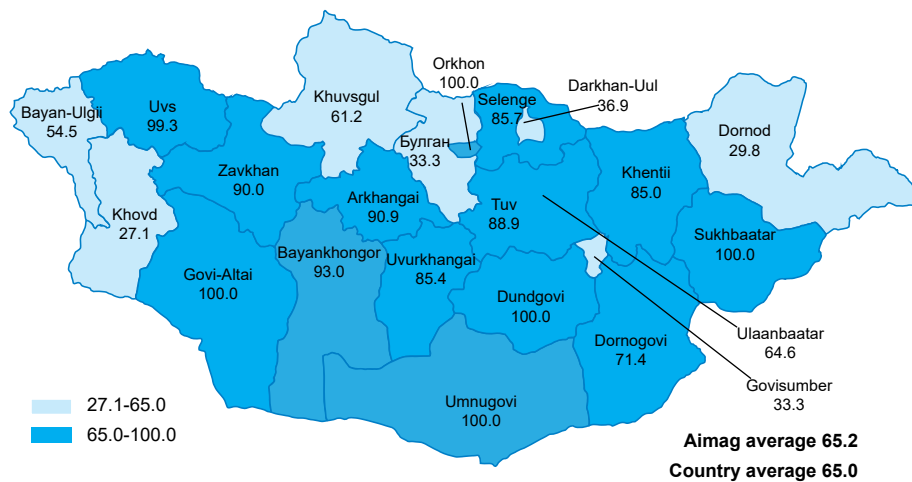 Orkhon
100.0
Darkhan-Uul
36.9
Khuvsgul
61.2
Selenge
85.7
Uvs
99.3
Bayan-Ulgii
54.5
Булган
33.3
Dornod
29.8
Zavkhan
90.0
Khentii
85.0
Arkhangai
90.9
Tuv
88.9
Khovd
27.1
Sukhbaatar
100.0
Bayankhongor
93.0
Uvurkhangai
85.4
Govi-Altai
100.0
Dundgovi
100.0
Ulaanbaatar
64.6
Dornogovi
71.4
Govisumber
33.3
Umnugovi
100.0
27.1-65.0
65.0-100.0
Aimag average 65.2
Country average 65.0